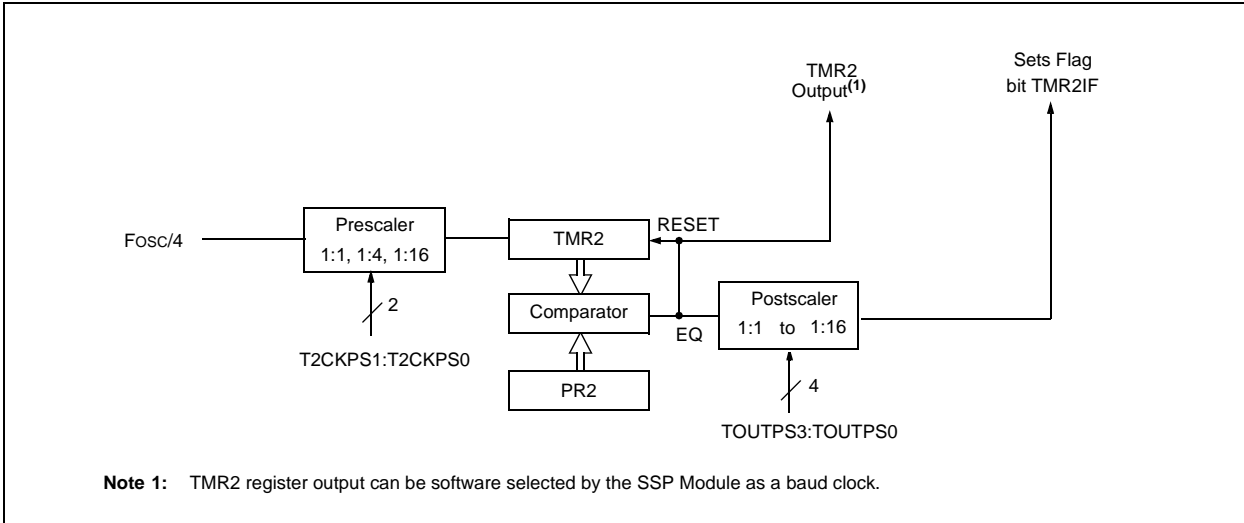 TMR2
Output(1)
Sets Flag
bit TMR2IF
FOSC/4
Prescaler
1:1, 1:4, 1:16
2
T2CKPS1:T2CKPS0
TMR2
RESET
Comparator
EQ
PR2
Postscaler
1:1 to 1:16
4
TOUTPS3:TOUTPS0
Note 1: TMR2 register output can be software selected by the SSP Module as a baud clock.